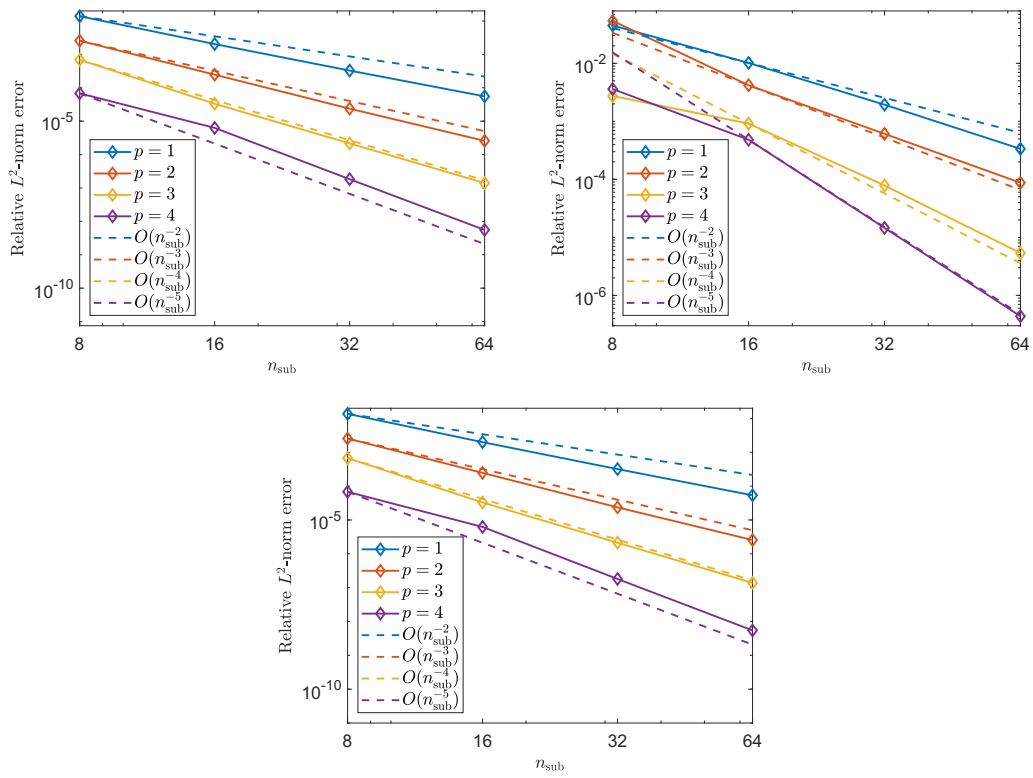 Relative L²-norm error
10⁻⁵
10⁻¹⁰
p = 1
p = 2
p = 3
p = 4
O(n_sub⁻²)
O(n_sub⁻³)
O(n_sub⁻⁴)
O(n_sub⁻⁵)
8 16 32 64
n_sub
Relative L²-norm error
10⁻²
10⁻⁴
10⁻⁶
p = 1
p = 2
p = 3
p = 4
O(n_sub⁻²)
O(n_sub⁻³)
O(n_sub⁻⁴)
O(n_sub⁻⁵)
8 16 32 64
n_sub
Relative L²-norm error
10⁻⁵
10⁻¹⁰
p = 1
p = 2
p = 3
p = 4
O(n_sub⁻²)
O(n_sub⁻³)
O(n_sub⁻⁴)
O(n_sub⁻⁵)
8 16 32 64
n_sub